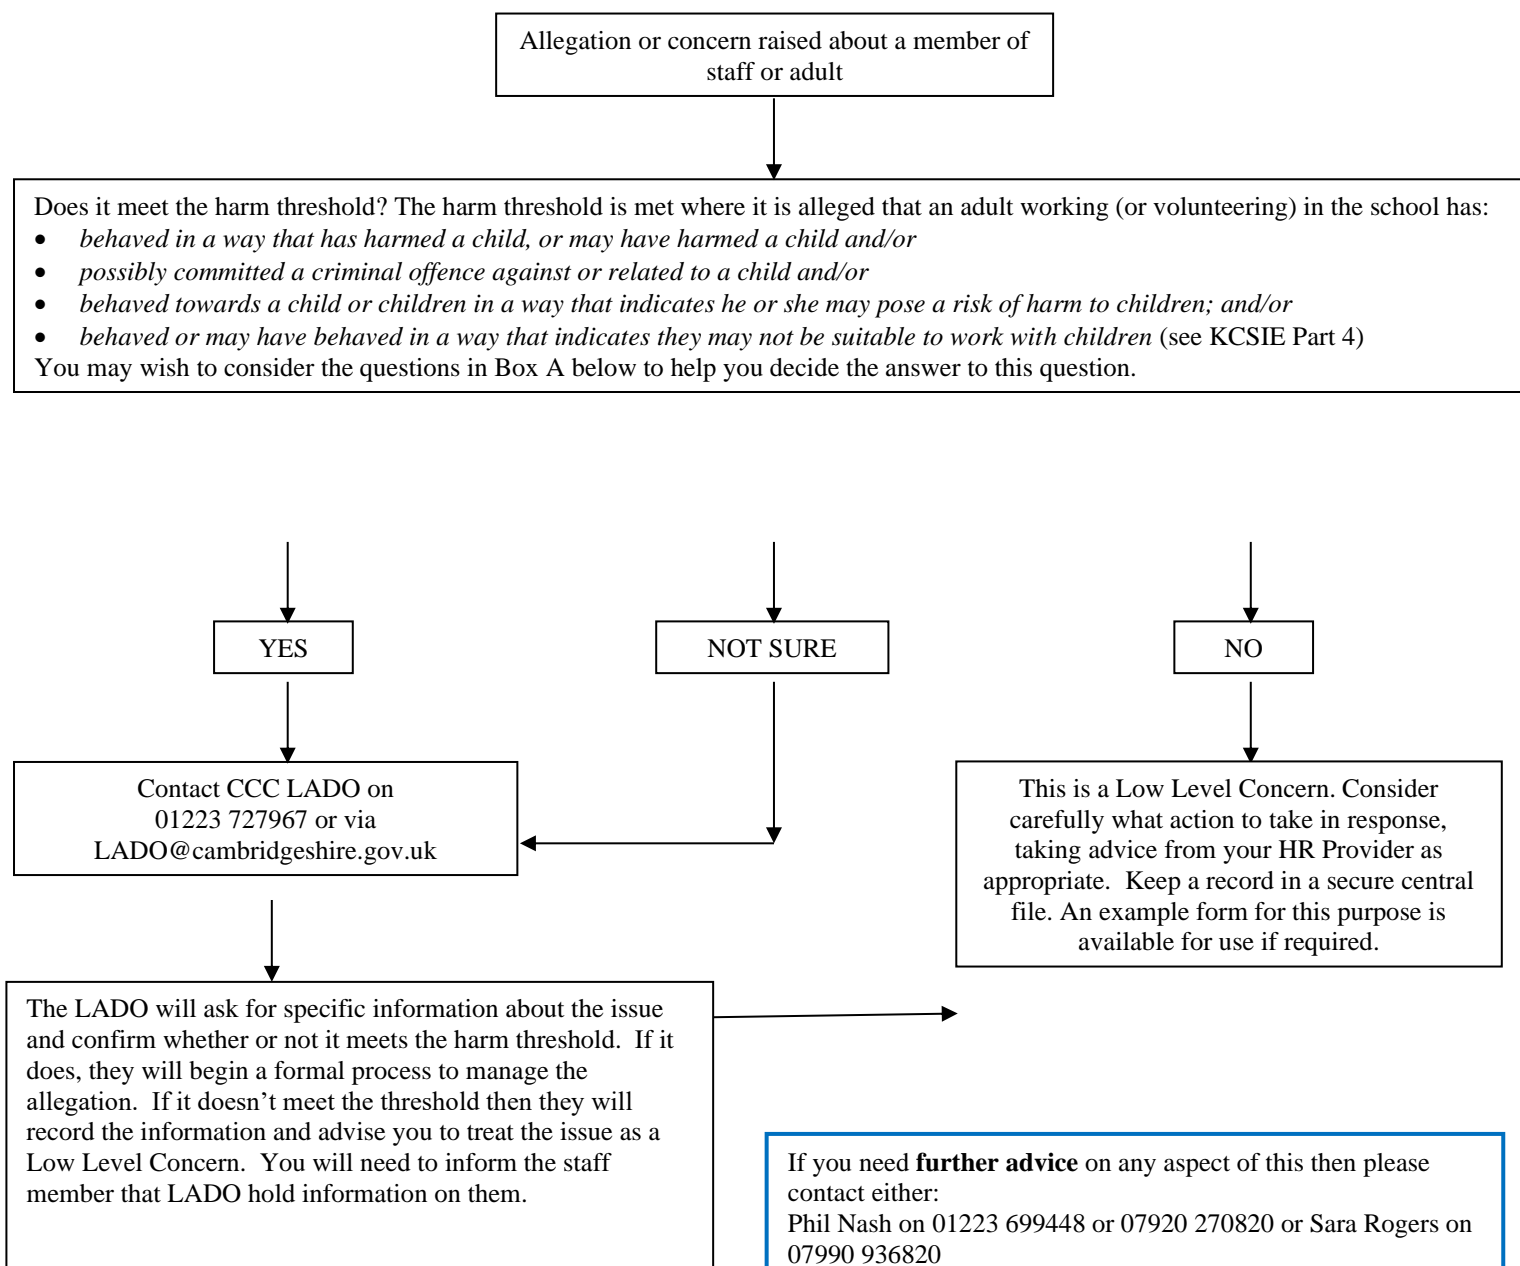 Allegation or concern raised about a member of
staff or adult
Does it meet the harm threshold? The harm threshold is met where it is alleged that an adult working (or volunteering) in the school has:
• behaved in a way that has harmed a child, or may have harmed a child and/or
• possibly committed a criminal offence against or related to a child and/or
• behaved towards a child or children in a way that indicates he or she may pose a risk of harm to children; and/or
• behaved or may have behaved in a way that indicates they may not be suitable to work with children (see KCSIE Part 4)
You may wish to consider the questions in Box A below to help you decide the answer to this question.
YES
NOT SURE
NO
Contact CCC LADO on
01223 727967 or via
LADO@cambridgeshire.gov.uk
This is a Low Level Concern. Consider
carefully what action to take in response,
taking advice from your HR Provider as
appropriate.  Keep a record in a secure central
file. An example form for this purpose is
available for use if required.
The LADO will ask for specific information about the issue
and confirm whether or not it meets the harm threshold.  If it
does, they will begin a formal process to manage the
allegation.  If it doesn’t meet the threshold then they will
record the information and advise you to treat the issue as a
Low Level Concern.  You will need to inform the staff
member that LADO hold information on them.
If you need further advice on any aspect of this then please
contact either:
Phil Nash on 01223 699448 or 07920 270820 or Sara Rogers on
07990 936820